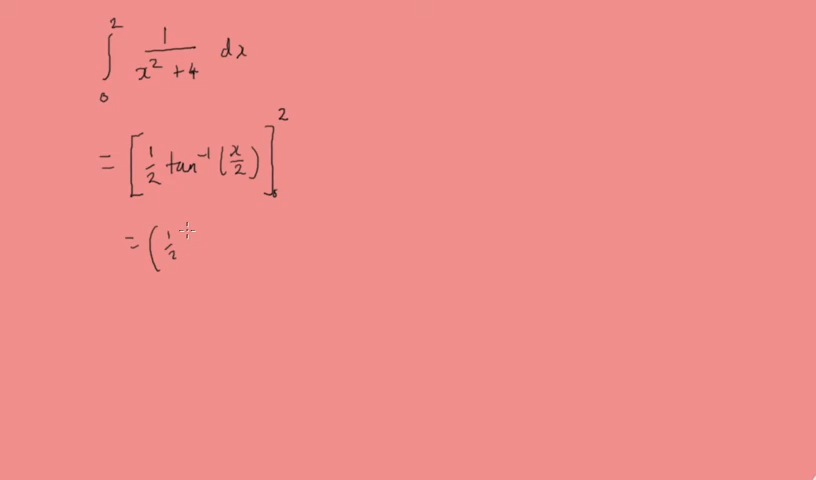 ∫₀² 1/(x² + 4) dx
= [1/2 tan⁻¹(x/2)]₀²
= (1/2